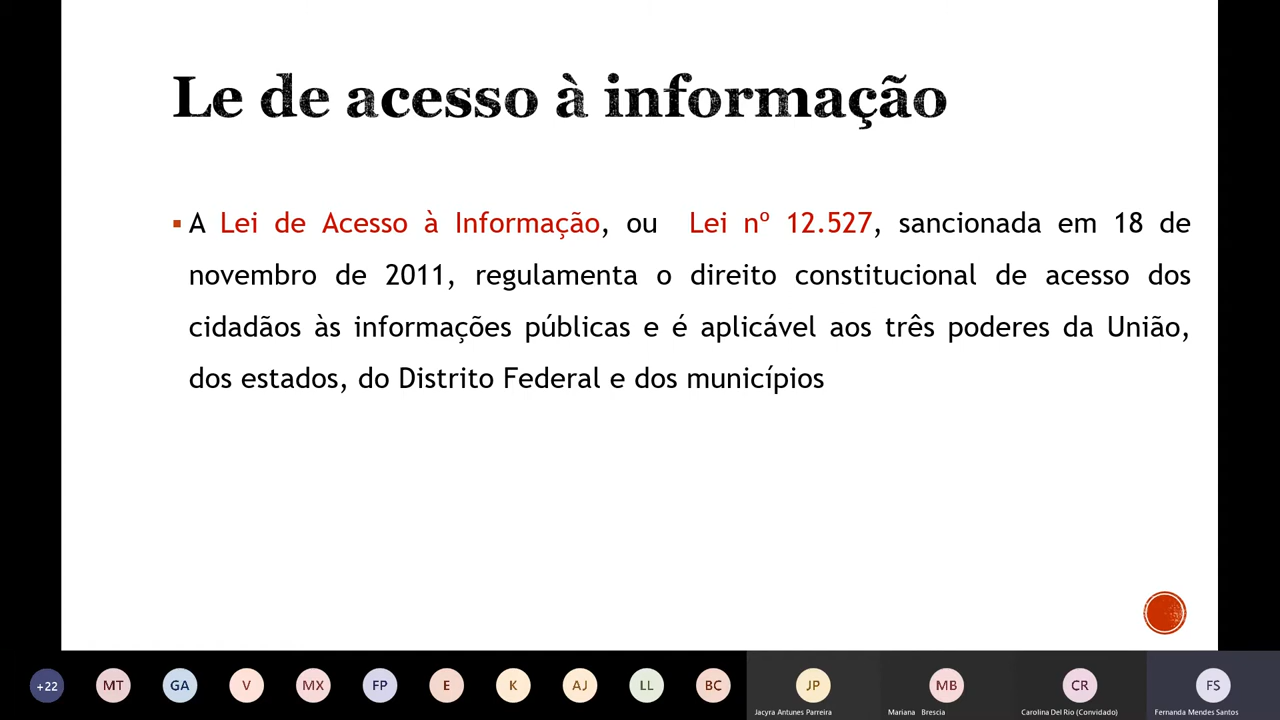 Le de acesso à informação
A Lei de Acesso à Informação, ou Lei nº 12.527, sancionada em 18 de
novembro de 2011, regulamenta o direito constitucional de acesso dos
cidadãos às informações públicas e é aplicável aos três poderes da União,
dos estados, do Distrito Federal e dos municípios
+22 MT GA V MX FP E K AJ LL BC JP MB CR FS
Jacyra Antunes Parreira Mariana Brescia Carolina Del Rio (Convidado) Fernanda Mendes Santos